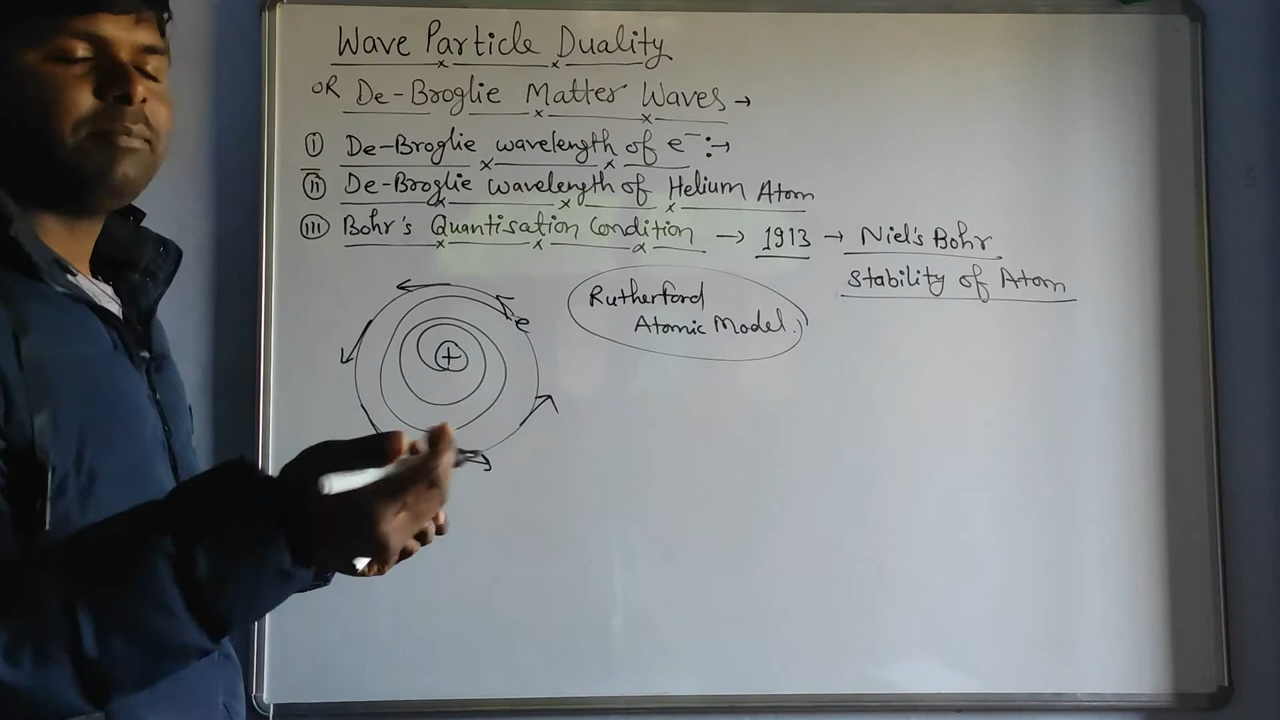 Wave Particle Duality
OR De-Broglie Matter Waves →
(i) De-Broglie wavelength of e⁻ :→
(ii) De-Broglie wavelength of Helium Atom
(iii) Bohr's Quantisation Condition → 1913 → Niel's Bohr
Stability of Atom
Rutherford
Atomic Model.
e
+